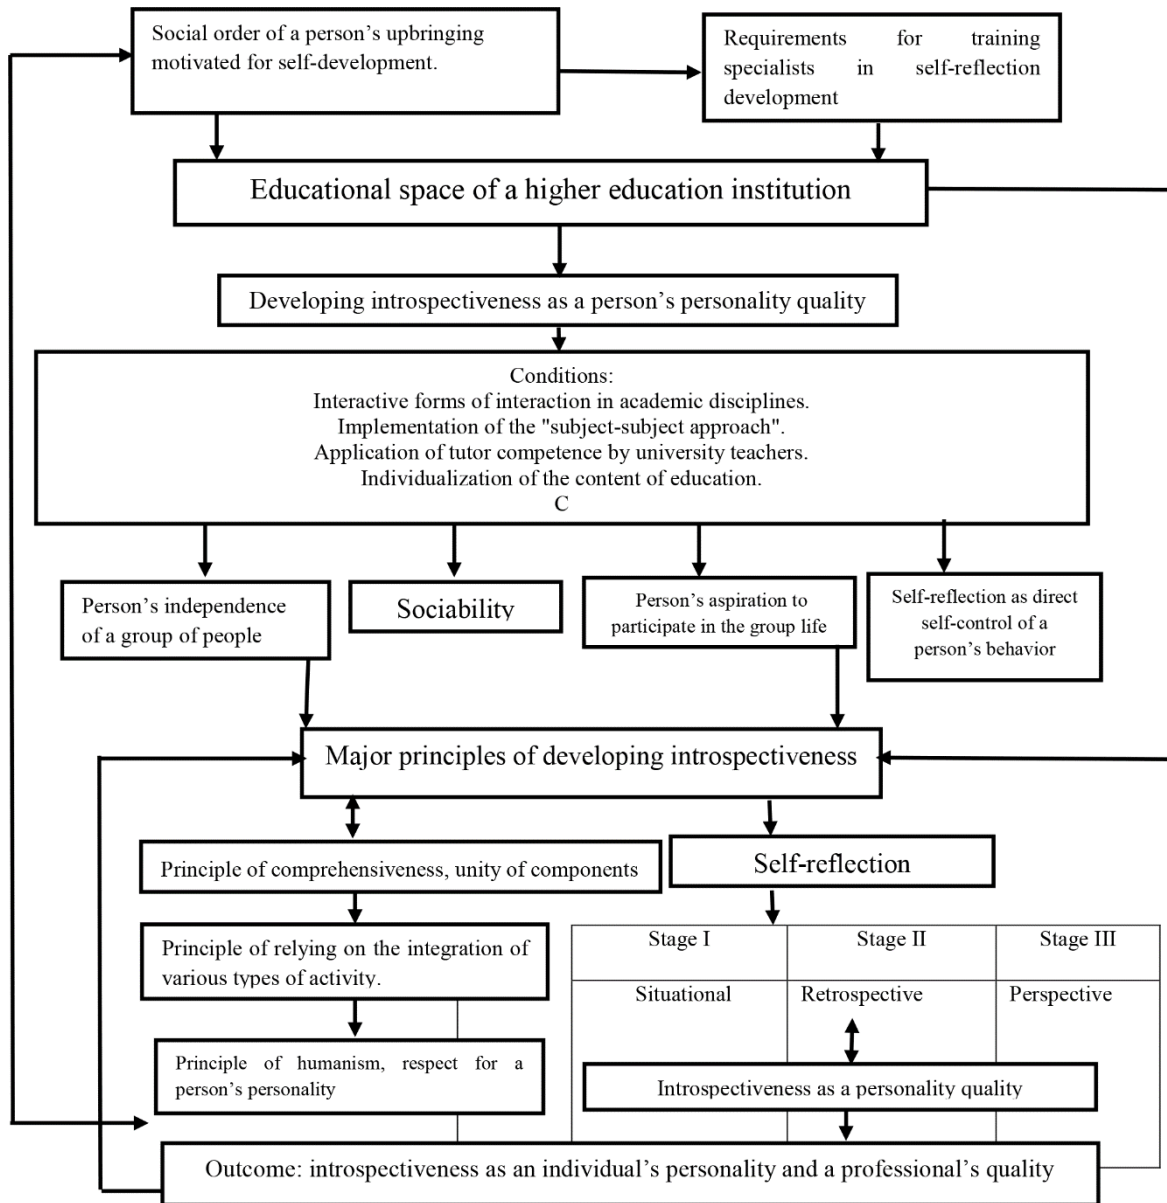 Social order of a person’s upbringing
motivated for self-development.
Requirements for training
specialists in self-reflection
development
Educational space of a higher education institution
Developing introspectiveness as a person’s personality quality
Conditions:
Interactive forms of interaction in academic disciplines.
Implementation of the "subject-subject approach".
Application of tutor competence by university teachers.
Individualization of the content of education.
C
Person’s independence
of a group of people
Sociability
Person’s aspiration to
participate in the group life
Self-reflection as direct
self-control of a
person’s behavior
Major principles of developing introspectiveness
Principle of comprehensiveness, unity of components
Self-reflection
Principle of relying on the integration of
various types of activity.
Stage I
Stage II
Stage III
Situational
Retrospective
Perspective
Principle of humanism, respect for a
person’s personality
Introspectiveness as a personality quality
Outcome: introspectiveness as an individual’s personality and a professional’s quality